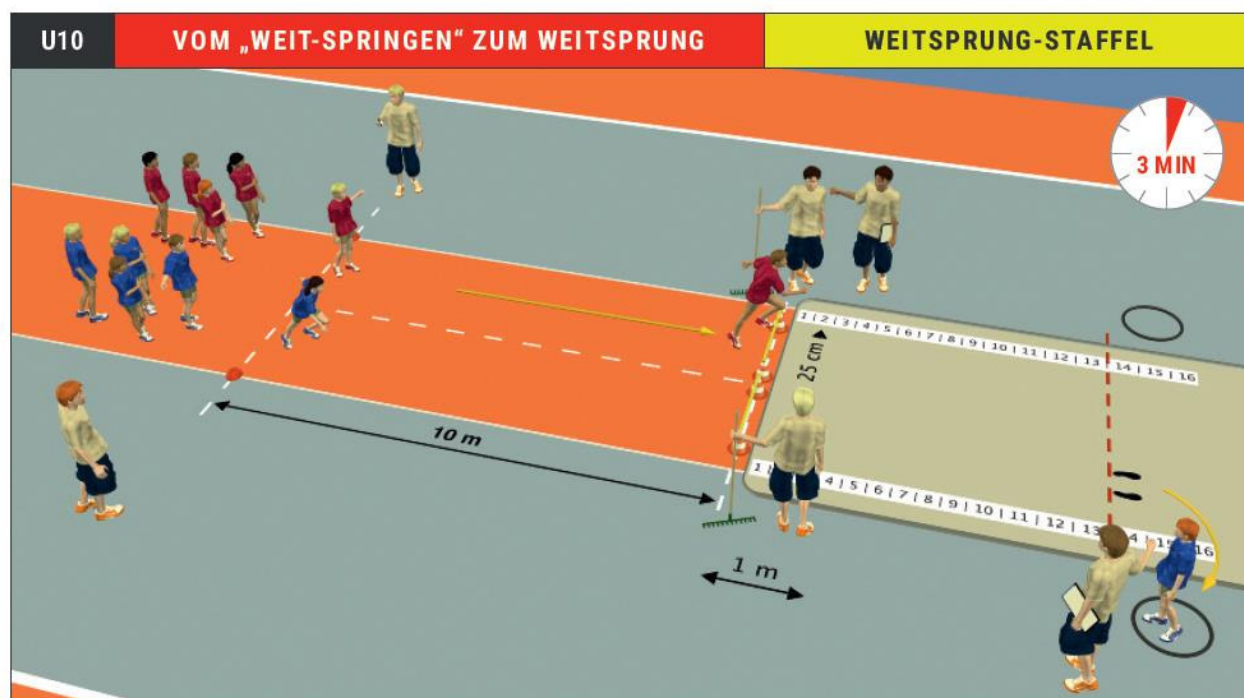 U10
VOM „WEIT-SPRINGEN“ ZUM WEITSPRUNG
WEITSPRUNG-STAFFEL
3 MIN
1 | 2 | 3 | 4 | 5 | 6 | 7 | 8 | 9 | 10 | 11 | 12 | 13 | 14 | 15 | 16
25 cm
10 m
1
4 | 5 | 6 | 7 | 8 | 9 | 10 | 11 | 12 | 13
4 | 15
16
1 m